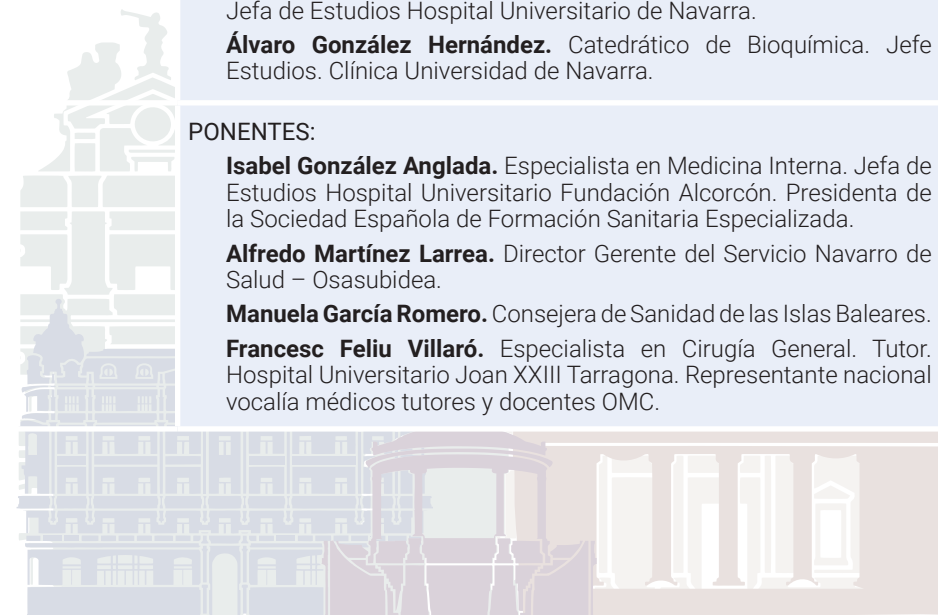 Jefa de Estudios Hospital Universitario de Navarra.
Álvaro González Hernández. Catedrático de Bioquímica. Jefe
Estudios. Clínica Universidad de Navarra.
PONENTES:
Isabel González Anglada. Especialista en Medicina Interna. Jefa de
Estudios Hospital Universitario Fundación Alcorcón. Presidenta de
la Sociedad Española de Formación Sanitaria Especializada.
Alfredo Martínez Larrea. Director Gerente del Servicio Navarro de
Salud – Osasubidea.
Manuela García Romero. Consejera de Sanidad de las Islas Baleares.
Francesc Feliu Villaró. Especialista en Cirugía General. Tutor.
Hospital Universitario Joan XXIII Tarragona. Representante nacional
vocalía médicos tutores y docentes OMC.